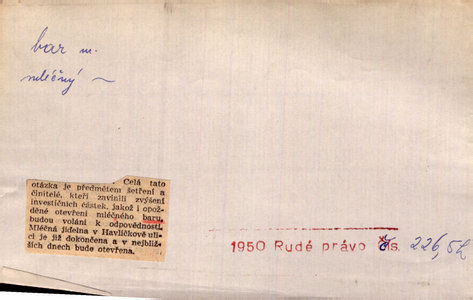 bar m.
mléčný ~
Celá tato
otázka je předmětem šetření a
činitelé, kteří zavinili zvýšení
investičních částek, jakož i opož-
děné otevření mléčného baru,
budou voláni k odpovědnosti.
Mléčná jídelna v Havlíčkově uli-
ci je již dokončena a v nejbliž-
ších dnech bude otevřena.
1950 Rudé právo čís. 226,5